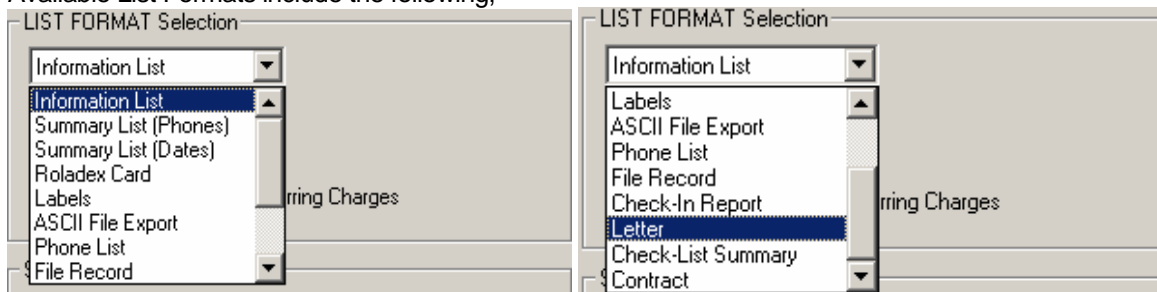 Available List Formats include the following,
LIST FORMAT Selection
Information List
Information List
Summary List (Phones)
Summary List (Dates)
Roladex Card
Labels
rring Charges
ASCII File Export
Phone List
File Record
S
LIST FORMAT Selection
Information List
Labels
ASCII File Export
Phone List
File Record
Check-In Report
rring Charges
Letter
Check-List Summary
Contract
S